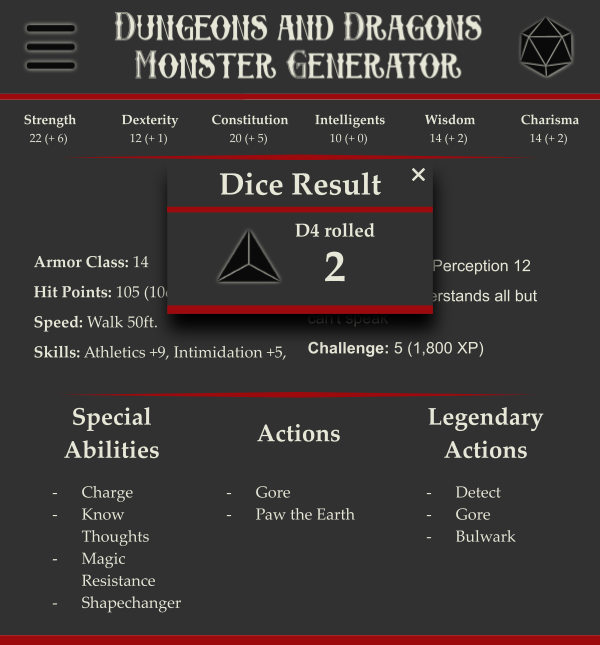 Dungeons and Dragons
Monster Generator
Strength Dexterity Constitution Intelligents Wisdom Charisma
22 (+ 6) 12 (+ 1) 20 (+ 5) 10 (+ 0) 14 (+ 2) 14 (+ 2)
Dice Result ×
D4 rolled
2
Armor Class: 14
Hit Points: 105
Speed: Walk 50ft.
Skills: Athletics +9, Intimidation +5,
Perception 12
all but
can't speak
Challenge: 5 (1,800 XP)
Special
Abilities
- Charge
- Know
Thoughts
- Magic
Resistance
- Shapechanger
Actions
- Gore
- Paw the Earth
Legendary
Actions
- Detect
- Gore
- Bulwark